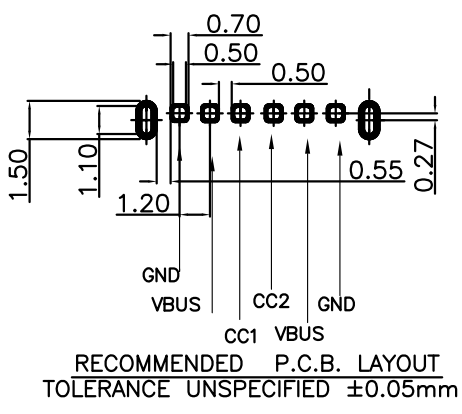 0.70
0.50
0.50
1.50
1.10
0.27
0.55
1.20
GND
VBUS
CC1
CC2
VBUS
GND
RECOMMENDED P.C.B. LAYOUT
TOLERANCE UNSPECIFIED ±0.05mm